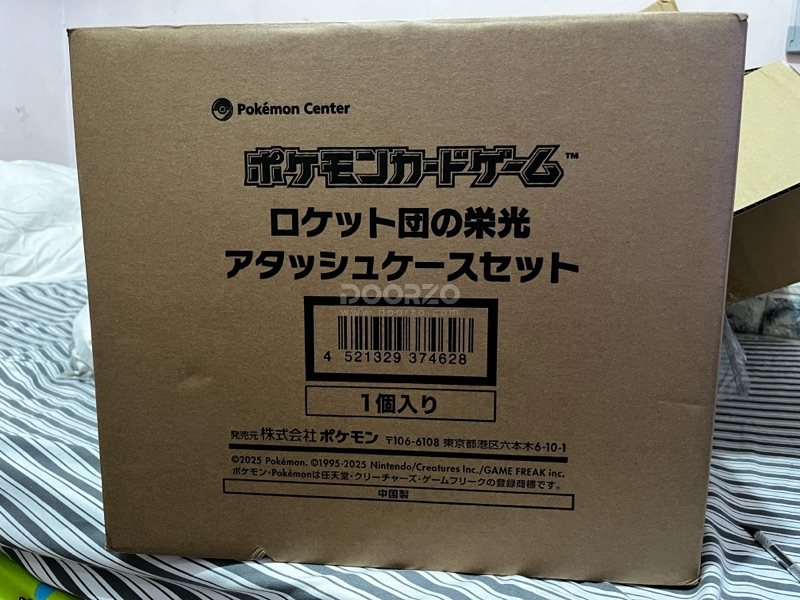 Pokémon Center
ポケモンカードゲーム™
ロケット団の栄光
アタッシュケースセット
DOORZO
www.doorzo.com
4 521329 374628
1個入り
発売元 株式会社 ポケモン 〒106-6108 東京都港区六本木6-10-1
©2025 Pokémon. ©1995-2025 Nintendo/Creatures Inc./GAME FREAK inc.
ポケモン・Pokémonは任天堂・クリーチャーズ・ゲームフリークの登録商標です。
中国製